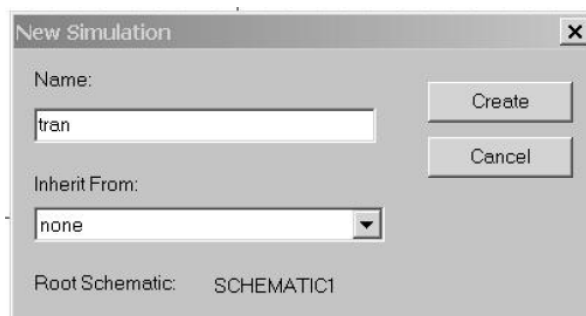 New Simulation
Name:
tran
Create
Cancel
Inherit From:
none
Root Schematic: SCHEMATIC1